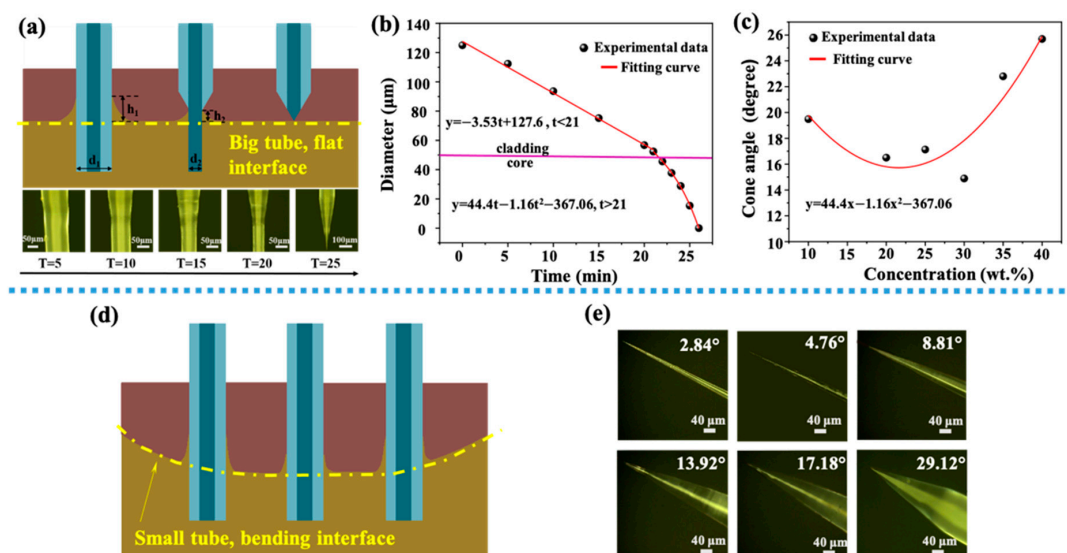 (a)
h₁
h₂
d₁
d₂
Big tube, flat
interface
50μm
50μm
50μm
50μm
100μm
T=5
T=10
T=15
T=20
T=25
(b)
Diameter (μm)
140
120
100
80
60
40
20
0
Experimental data
Fitting curve
y=−3.53t+127.6 , t<21
cladding
core
y=44.4t−1.16t²−367.06, t>21
0
5
10
15
20
25
Time (min)
(c)
Cone angle (degree)
28
26
24
22
20
18
16
14
12
10
Experimental data
Fitting curve
y=44.4x−1.16x²−367.06
10
15
20
25
30
35
40
Concentration (wt.%)
(d)
Small tube, bending interface
(e)
2.84°
40 μm
4.76°
40 μm
8.81°
40 μm
13.92°
40 μm
17.18°
40 μm
29.12°
40 μm